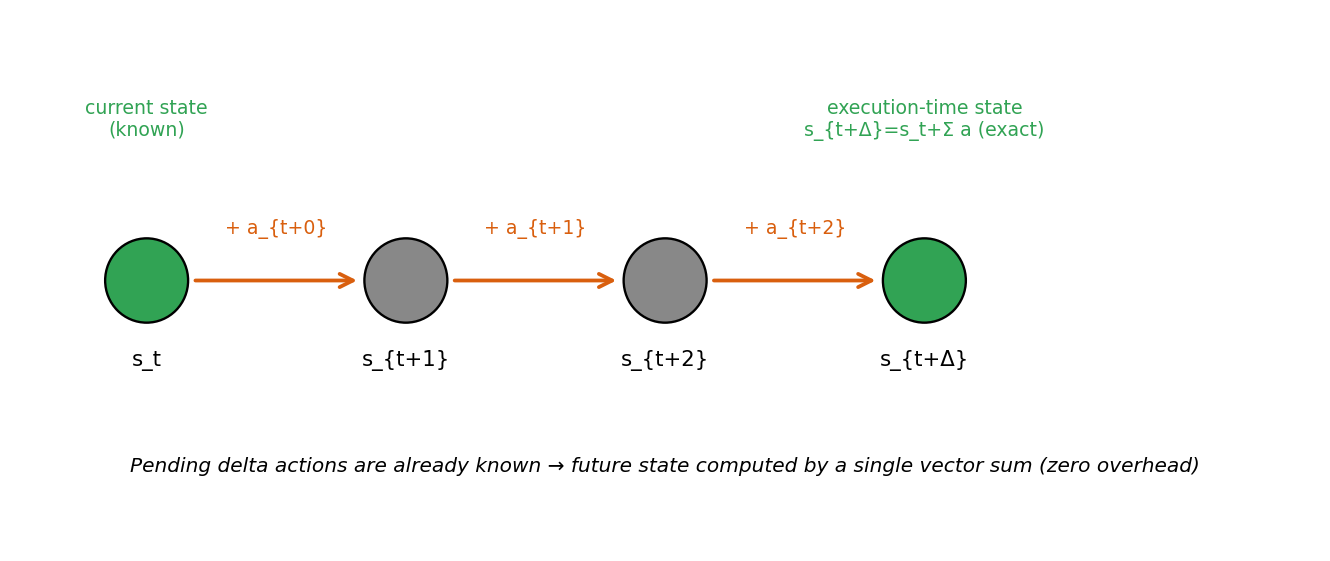 current state
(known)
execution-time state
s_{t+Δ}=s_t+Σ a (exact)
+ a_{t+0}
+ a_{t+1}
+ a_{t+2}
s_t
s_{t+1}
s_{t+2}
s_{t+Δ}
Pending delta actions are already known → future state computed by a single vector sum (zero overhead)